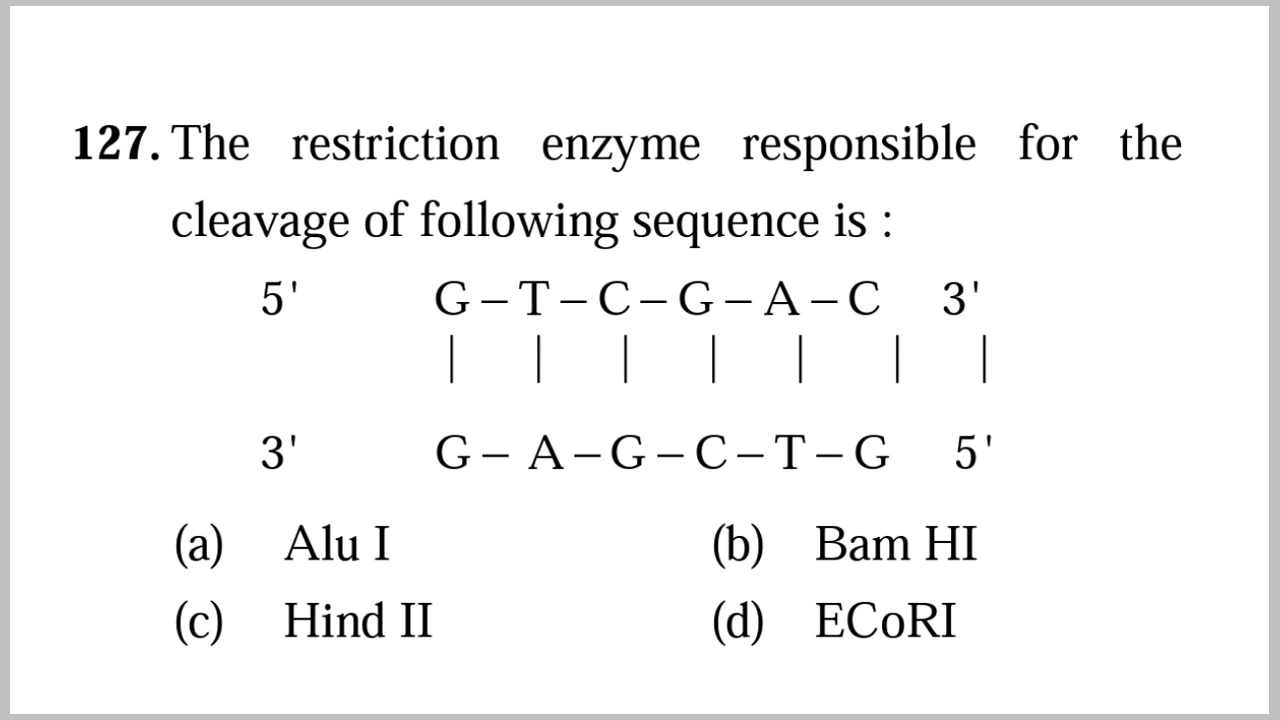 127. The restriction enzyme responsible for the
cleavage of following sequence is :
5' G – T – C – G – A – C 3'
| | | | | | |
3' G – A – G – C – T – G 5'
(a) Alu I (b) Bam HI
(c) Hind II (d) ECoRI